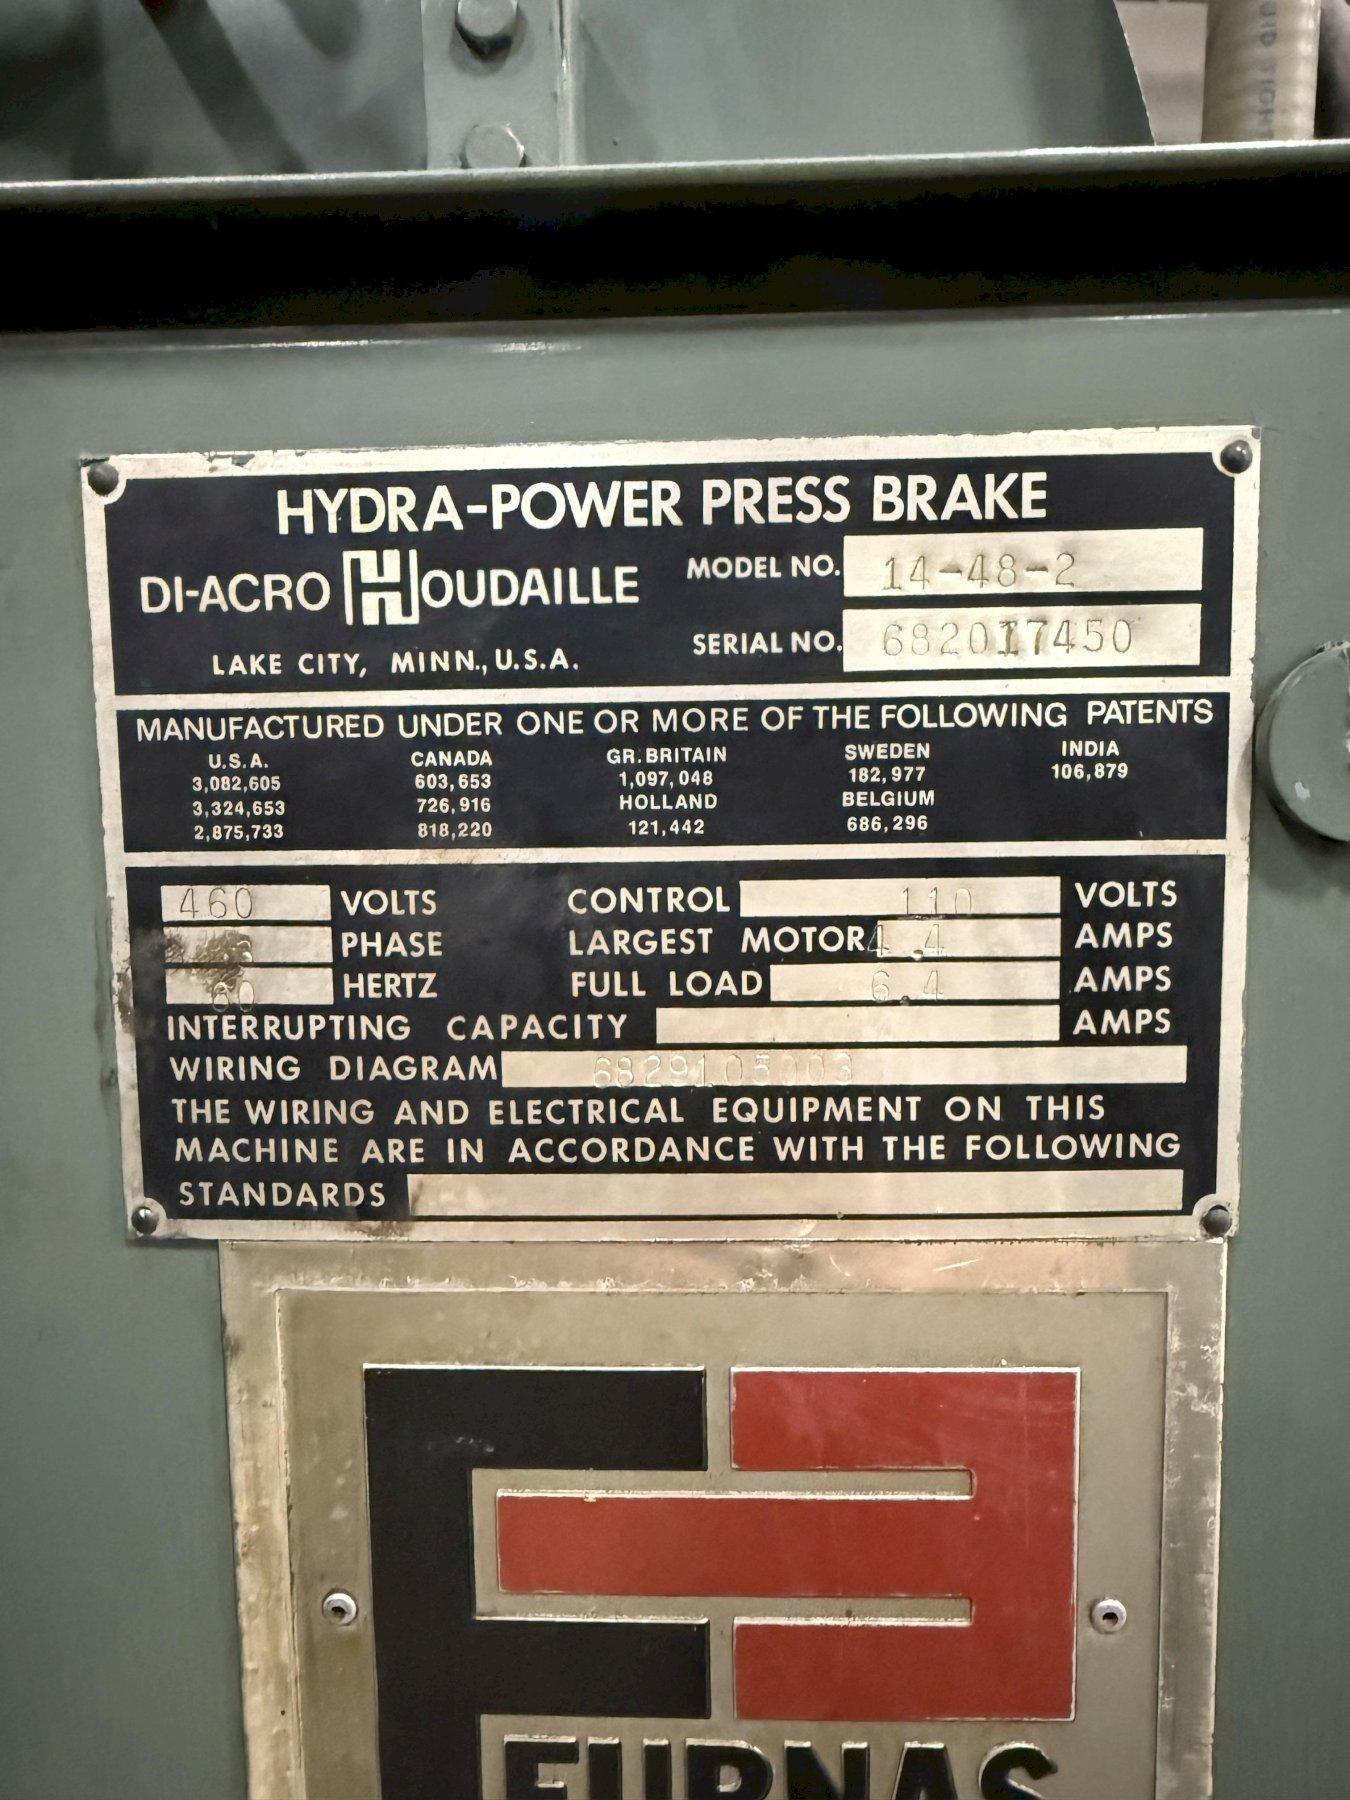 HYDRA-POWER PRESS BRAKE
DI-ACRO HOUDAILLE
LAKE CITY, MINN., U.S.A.
MODEL NO. 14-48-2
SERIAL NO. 682017450
MANUFACTURED UNDER ONE OR MORE OF THE FOLLOWING PATENTS
U.S.A. CANADA GR. BRITAIN SWEDEN INDIA
3,082,605 603,653 1,097,048 182,977 106,879
3,324,653 726,916 HOLLAND BELGIUM
2,875,733 818,220 121,442 686,296
460 VOLTS CONTROL 110 VOLTS
3 PHASE LARGEST MOTOR 4.4 AMPS
60 HERTZ FULL LOAD 6.4 AMPS
INTERRUPTING CAPACITY AMPS
WIRING DIAGRAM 6829105003
THE WIRING AND ELECTRICAL EQUIPMENT ON THIS
MACHINE ARE IN ACCORDANCE WITH THE FOLLOWING
STANDARDS
FURNAS